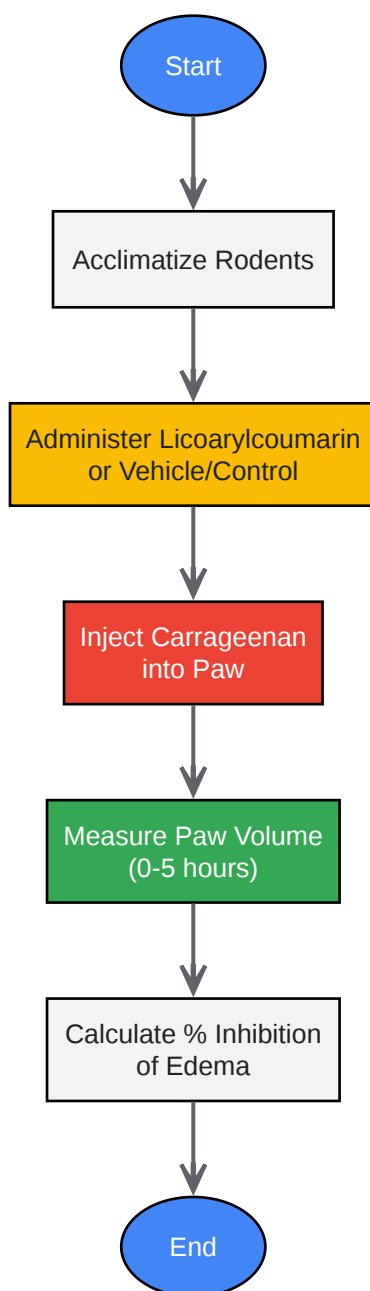 Start
Acclimatize Rodents
Administer Licoarylcoumarin
or Vehicle/Control
Inject Carrageenan
into Paw
Measure Paw Volume
(0-5 hours)
Calculate % Inhibition
of Edema
End